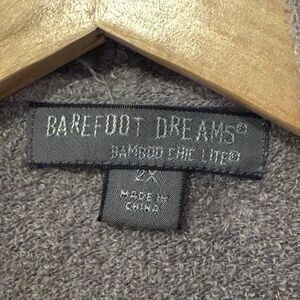 BAREFOOT DREAMS®
BAMBOO CHIC LITE®
2X
MADE IN
CHINA